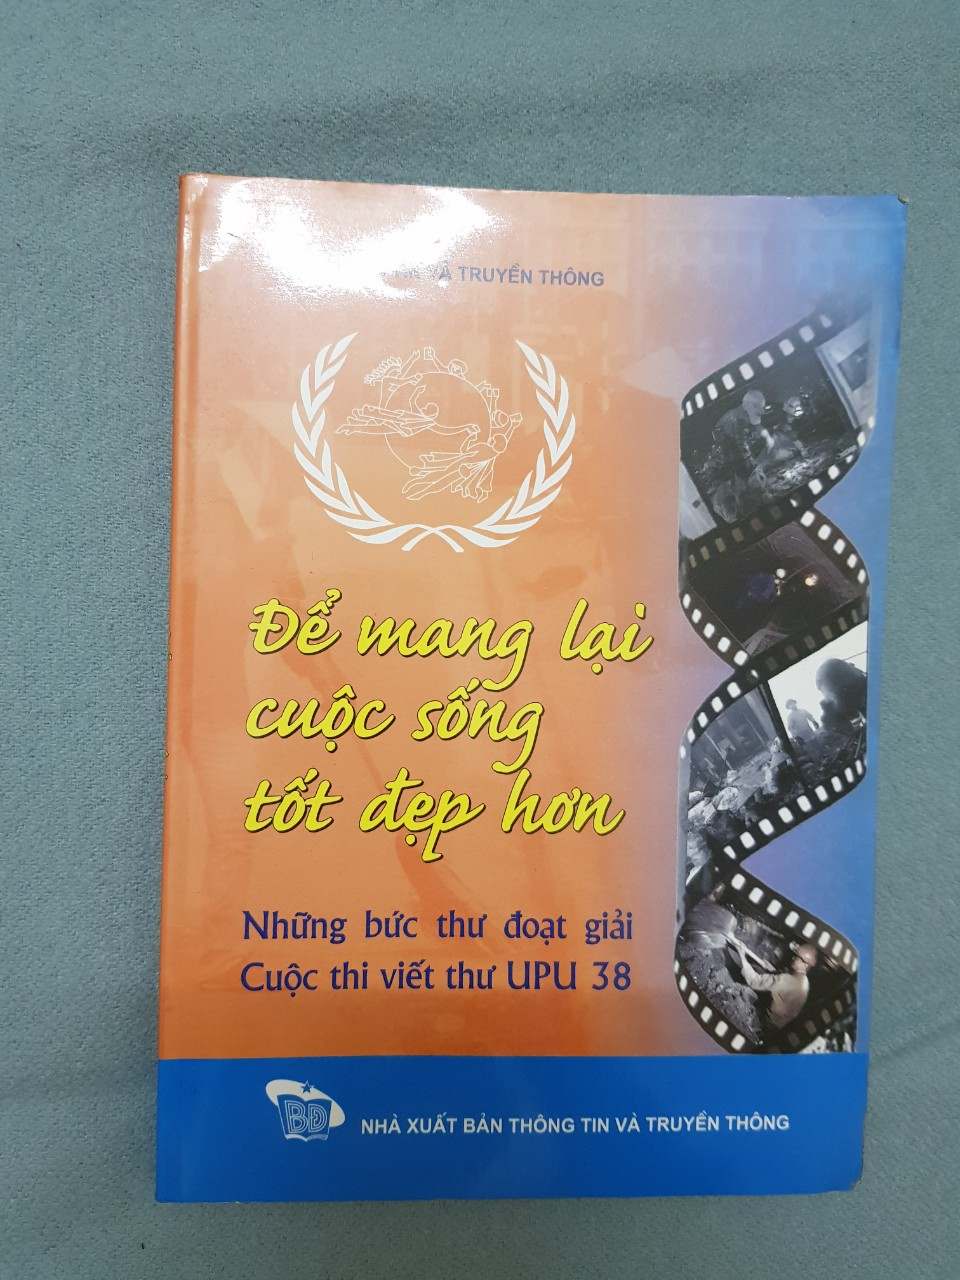 VÀ TRUYỀN THÔNG
Để mang lại
cuộc sống
tốt đẹp hơn
Những bức thư đoạt giải
Cuộc thi viết thư UPU 38
BĐ
NHÀ XUẤT BẢN THÔNG TIN VÀ TRUYỀN THÔNG